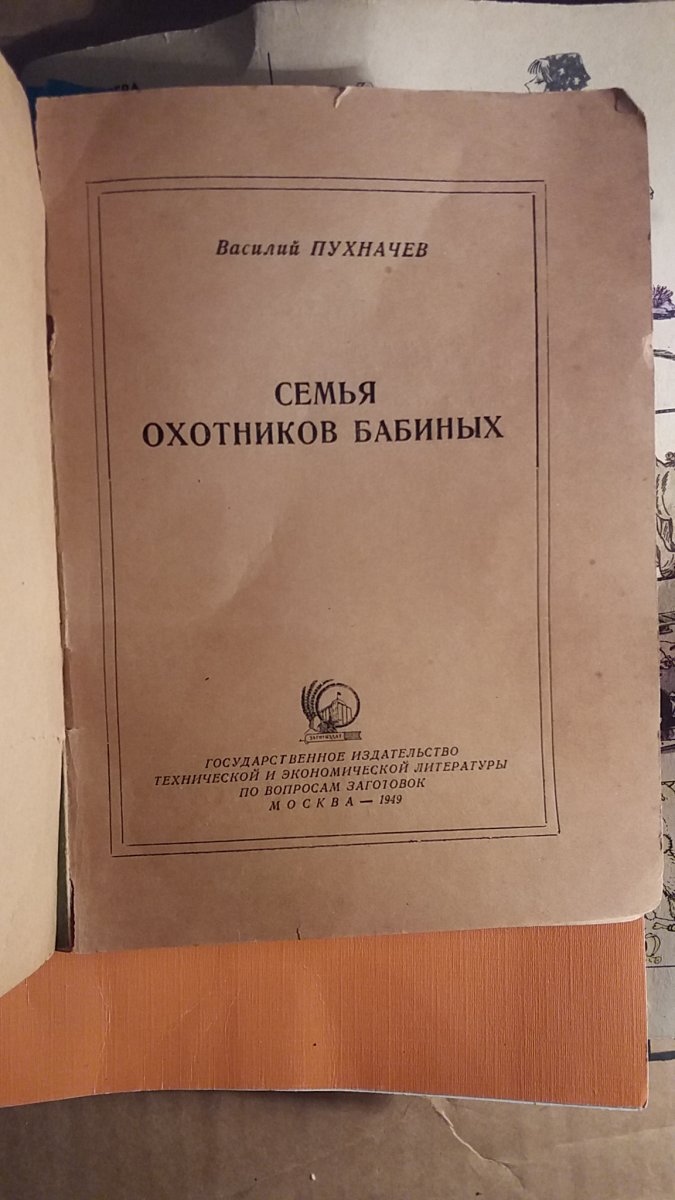 Василий ПУХНАЧЕВ
СЕМЬЯ
ОХОТНИКОВ БАБИНЫХ
ГОСУДАРСТВЕННОЕ ИЗДАТЕЛЬСТВО
ТЕХНИЧЕСКОЙ И ЭКОНОМИЧЕСКОЙ ЛИТЕРАТУРЫ
ПО ВОПРОСАМ ЗАГОТОВОК
МОСКВА — 1949